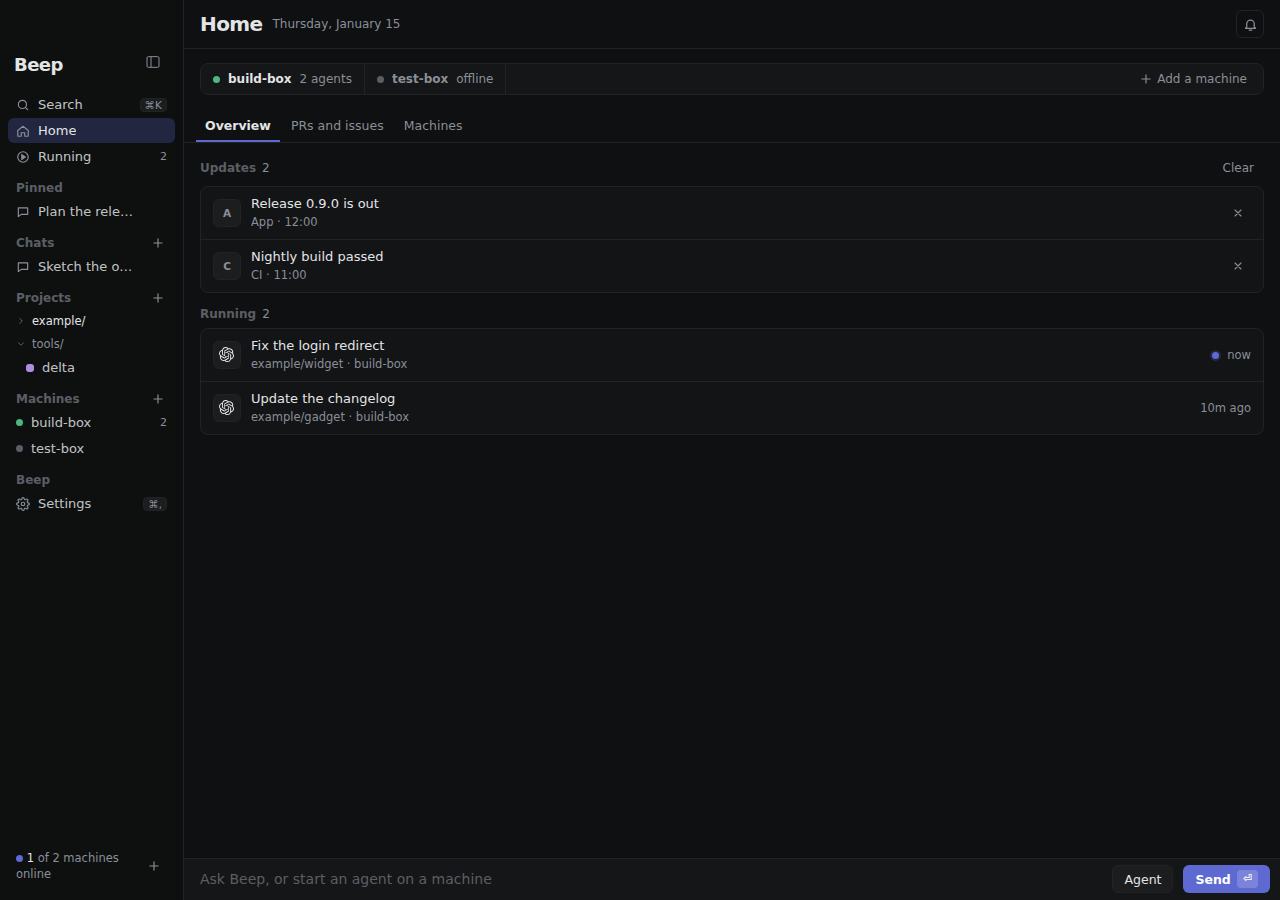 Beep
Search ⌘K
Home
Running 2
Pinned
Plan the rele…
Chats
Sketch the o…
Projects
example/
tools/
delta
Machines
build-box 2
test-box
Beep
Settings ⌘,
1 of 2 machines
online
Home Thursday, January 15
build-box 2 agents test-box offline Add a machine
Overview PRs and issues Machines
Updates 2 Clear
A Release 0.9.0 is out
App · 12:00
C Nightly build passed
CI · 11:00
Running 2
Fix the login redirect
example/widget · build-box now
Update the changelog
example/gadget · build-box 10m ago
Ask Beep, or start an agent on a machine Agent Send ⏎